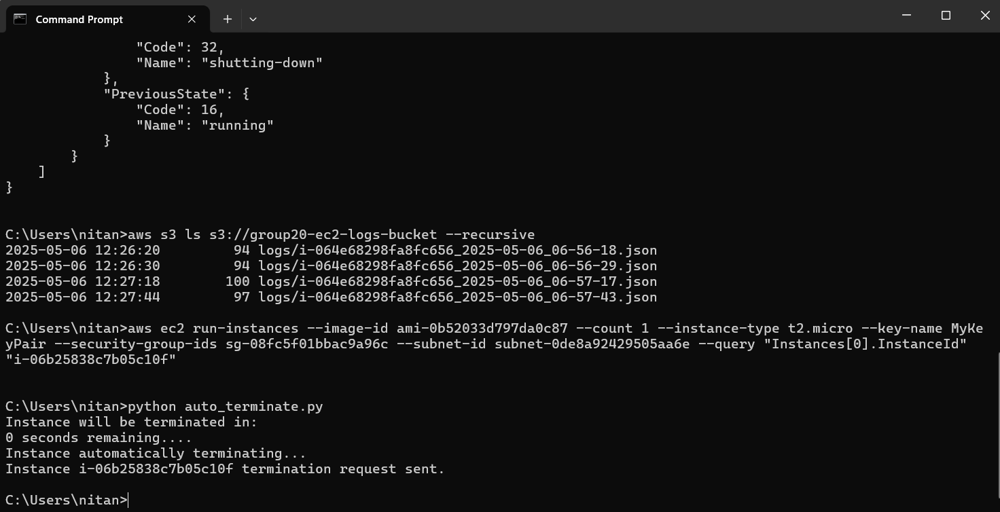 Command Prompt
            "Code": 32,
            "Name": "shutting-down"
        },
        "PreviousState": {
            "Code": 16,
            "Name": "running"
        }
    }
]
}
C:\Users\nitan>aws s3 ls s3://group20-ec2-logs-bucket --recursive
2025-05-06 12:26:20         94 logs/i-064e68298fa8fc656_2025-05-06_06-56-18.json
2025-05-06 12:26:30         94 logs/i-064e68298fa8fc656_2025-05-06_06-56-29.json
2025-05-06 12:27:18        100 logs/i-064e68298fa8fc656_2025-05-06_06-57-17.json
2025-05-06 12:27:44         97 logs/i-064e68298fa8fc656_2025-05-06_06-57-43.json
C:\Users\nitan>aws ec2 run-instances --image-id ami-0b52033d797da0c87 --count 1 --instance-type t2.micro --key-name MyKe
yPair --security-group-ids sg-08fc5f01bbac9a96c --subnet-id subnet-0de8a92429505aa6e --query "Instances[0].InstanceId"
"i-06b25838c7b05c10f"
C:\Users\nitan>python auto_terminate.py
Instance will be terminated in:
0 seconds remaining....
Instance automatically terminating...
Instance i-06b25838c7b05c10f termination request sent.
C:\Users\nitan>